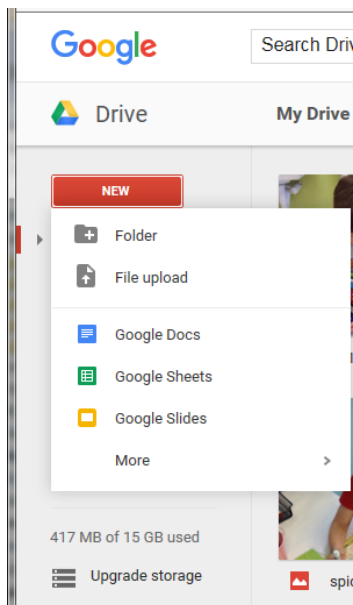 Google
Search Driv
Drive
My Drive
NEW
Folder
File upload
Google Docs
Google Sheets
Google Slides
More
417 MB of 15 GB used
Upgrade storage
spic